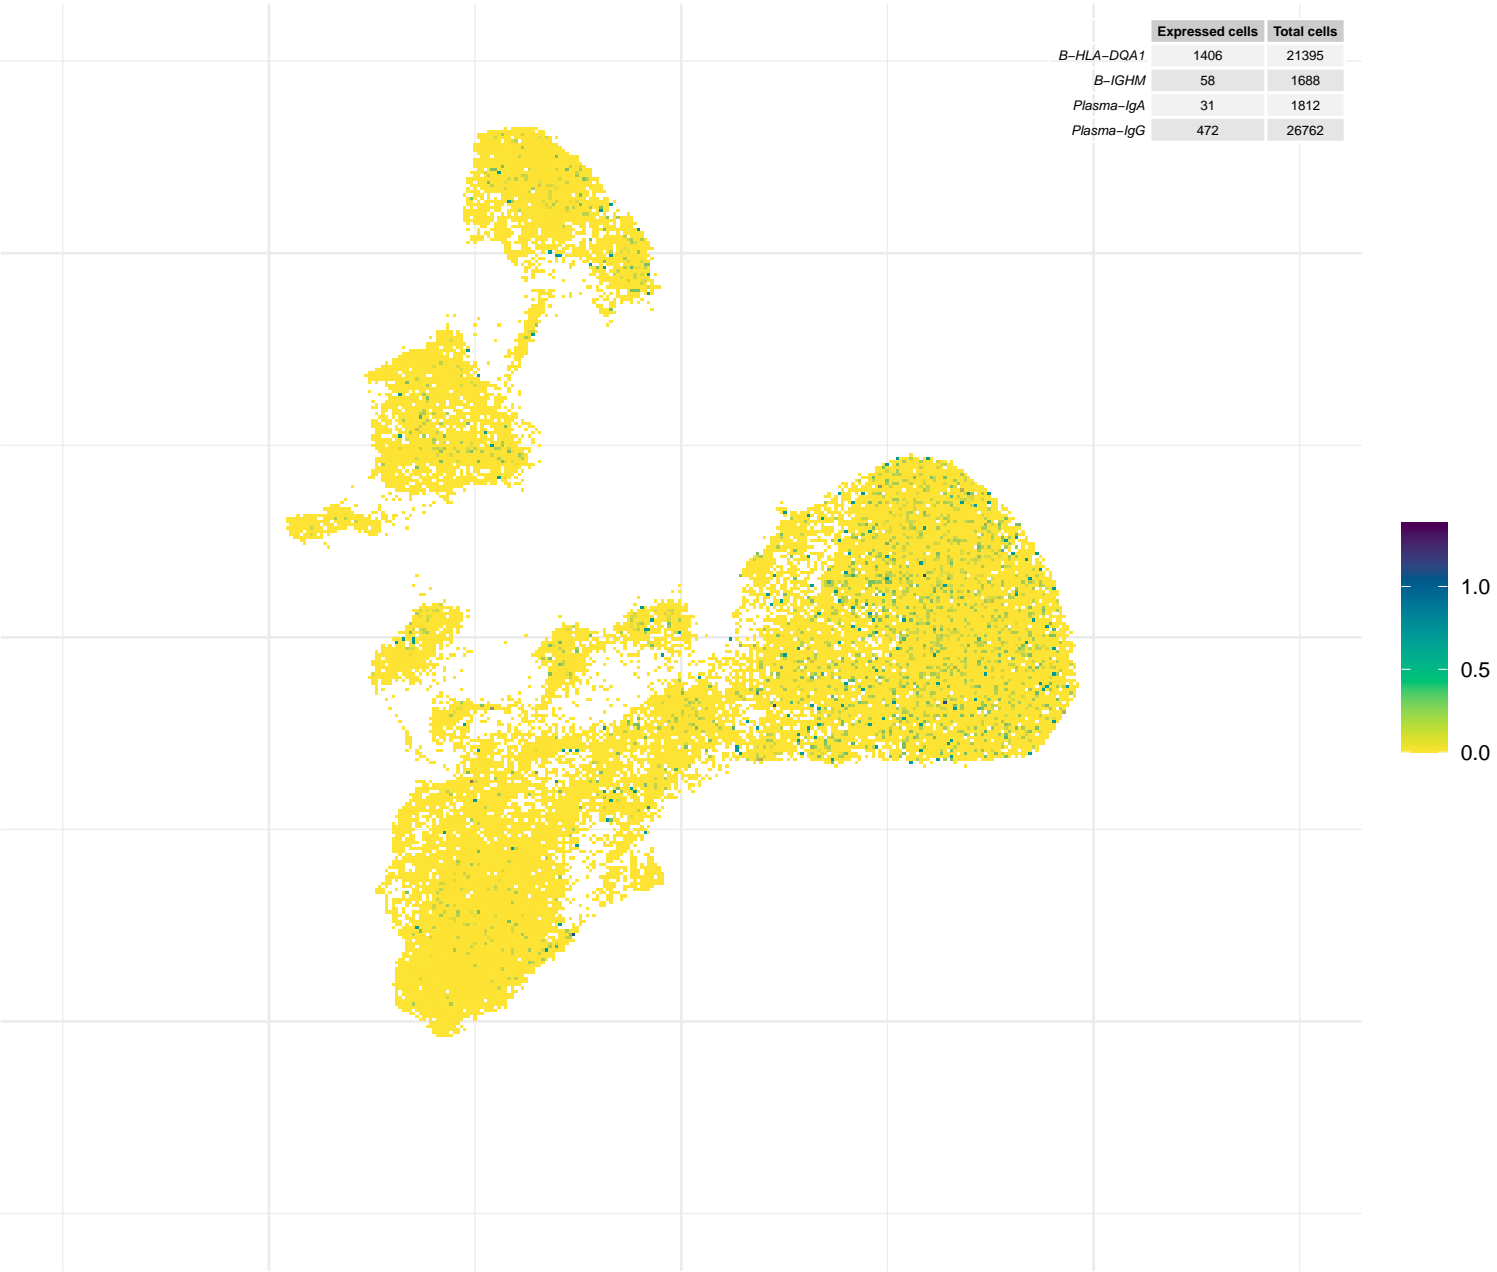 Expressed cells Total cells
B−HLA−DQA1 1406 21395
B−IGHM 58 1688
Plasma−IgA 31 1812
Plasma−IgG 472 26762
1.0
0.5
0.0